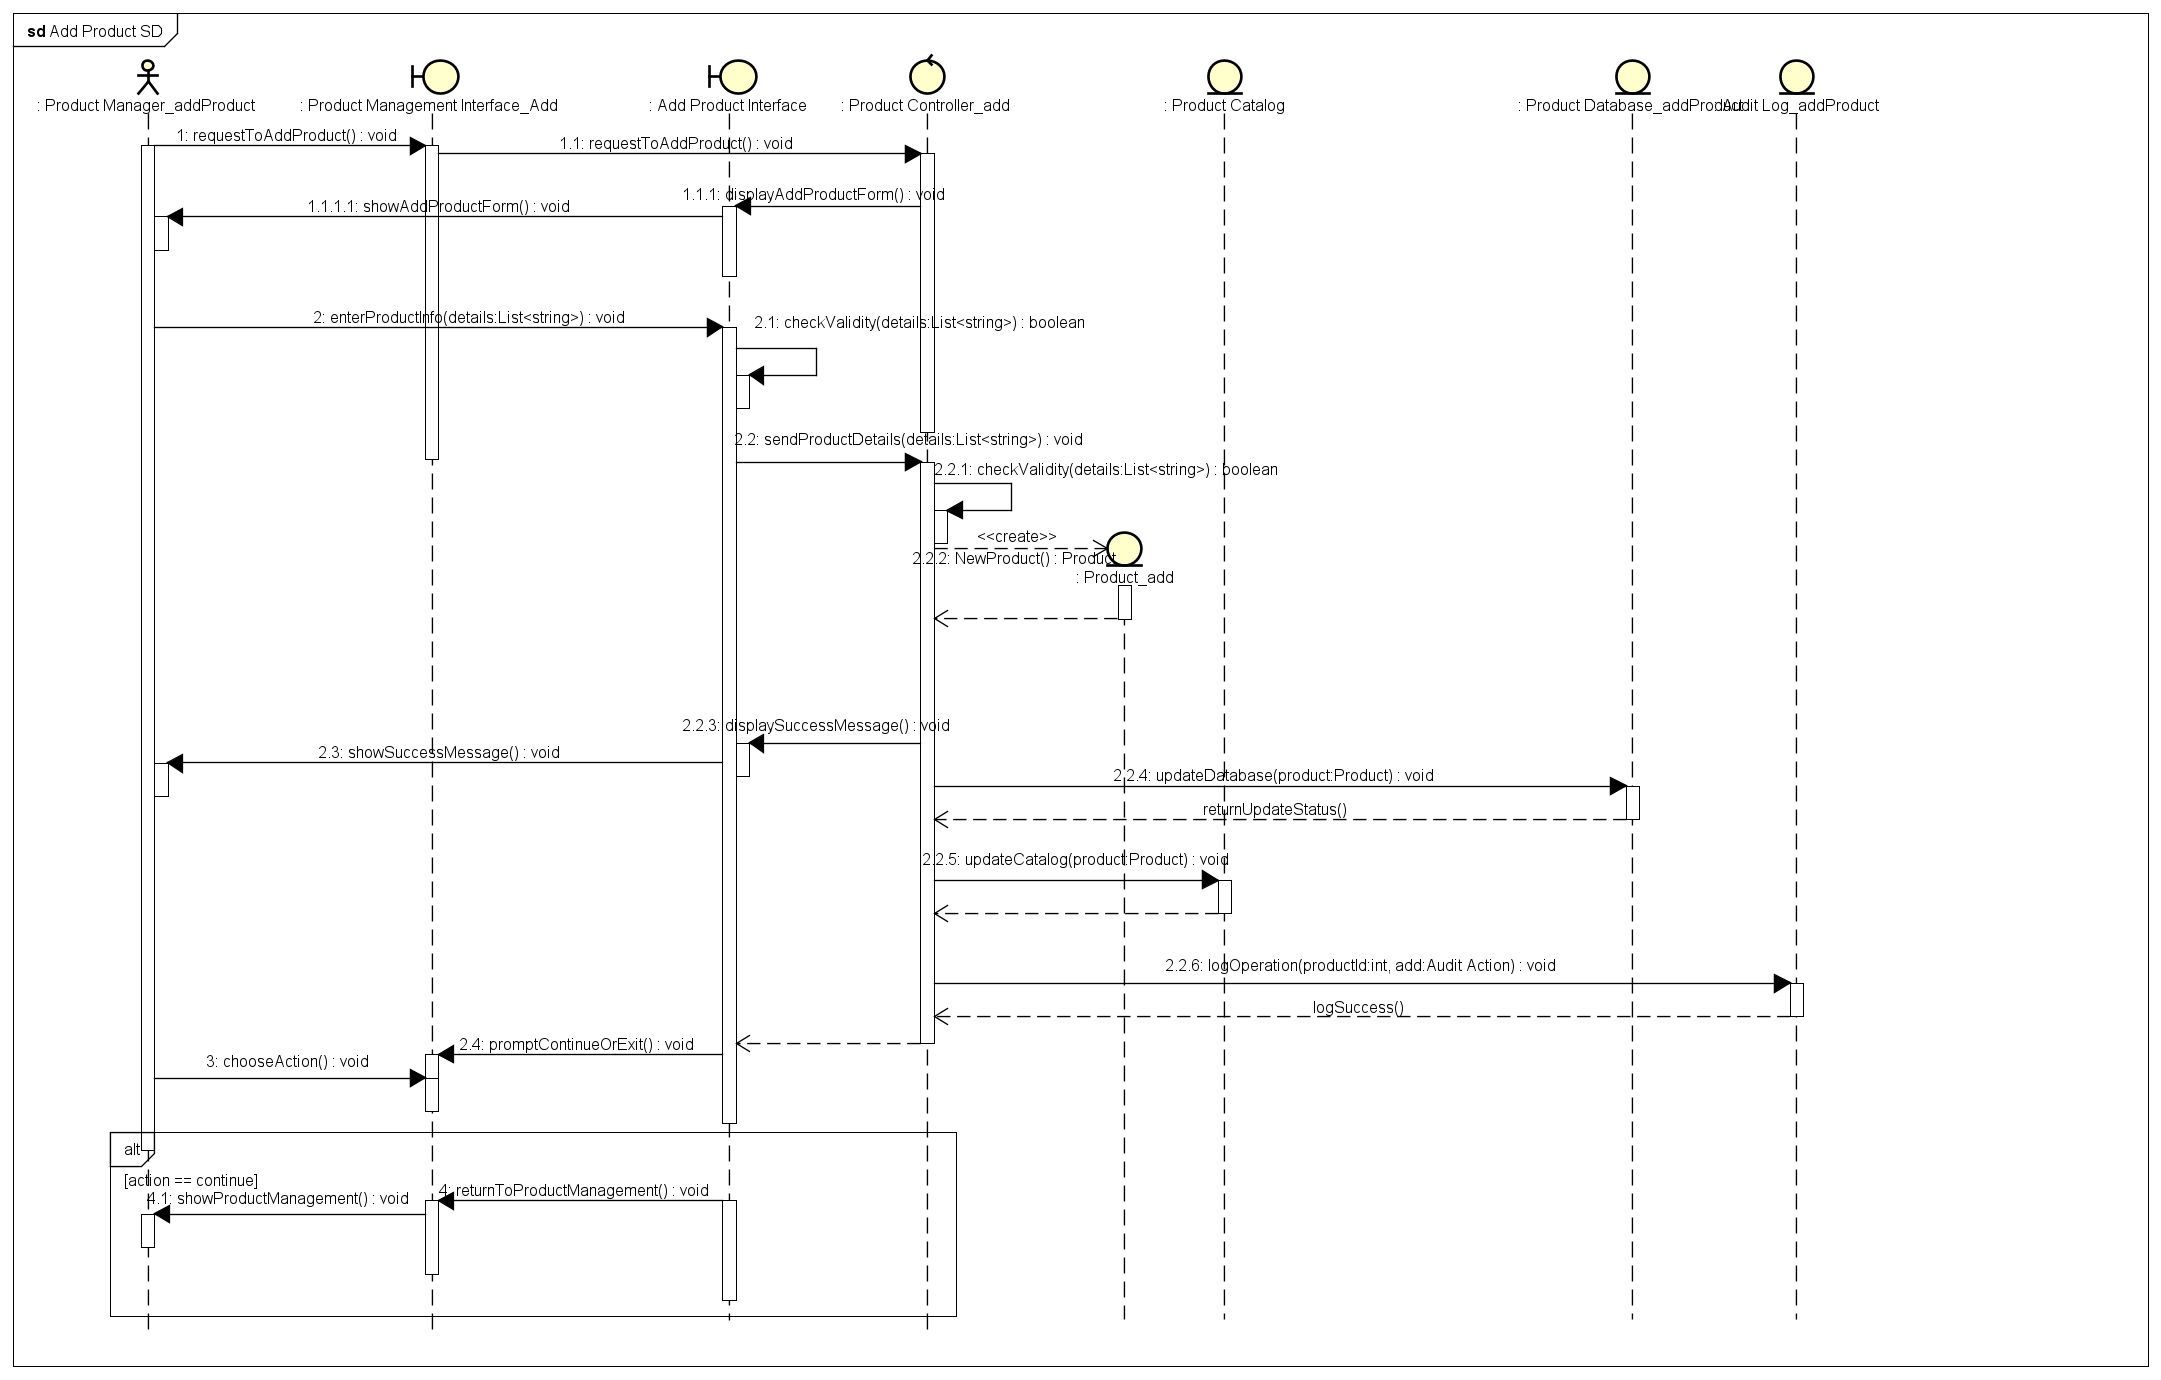 sd Add Product SD
: Product Manager_addProduct
: Product Management Interface_Add
: Add Product Interface
: Product Controller_add
: Product Catalog
: Product Database_addProduct
Audit Log_addProduct
1: requestToAddProduct() : void
1.1: requestToAddProduct() : void
1.1.1: displayAddProductForm() : void
1.1.1.1: showAddProductForm() : void
2: enterProductInfo(details:List<string>) : void
2.1: checkValidity(details:List<string>) : boolean
2.2: sendProductDetails(details:List<string>) : void
2.2.1: checkValidity(details:List<string>) : boolean
<<create>>
2.2.2: NewProduct() : Product
: Product_add
2.2.3: displaySuccessMessage() : void
2.3: showSuccessMessage() : void
2.2.4: updateDatabase(product:Product) : void
returnUpdateStatus()
2.2.5: updateCatalog(product:Product) : void
2.2.6: logOperation(productId:int, add:Audit Action) : void
logSuccess()
2.4: promptContinueOrExit() : void
3: chooseAction() : void
alt
[action == continue]
4: returnToProductManagement() : void
4.1: showProductManagement() : void